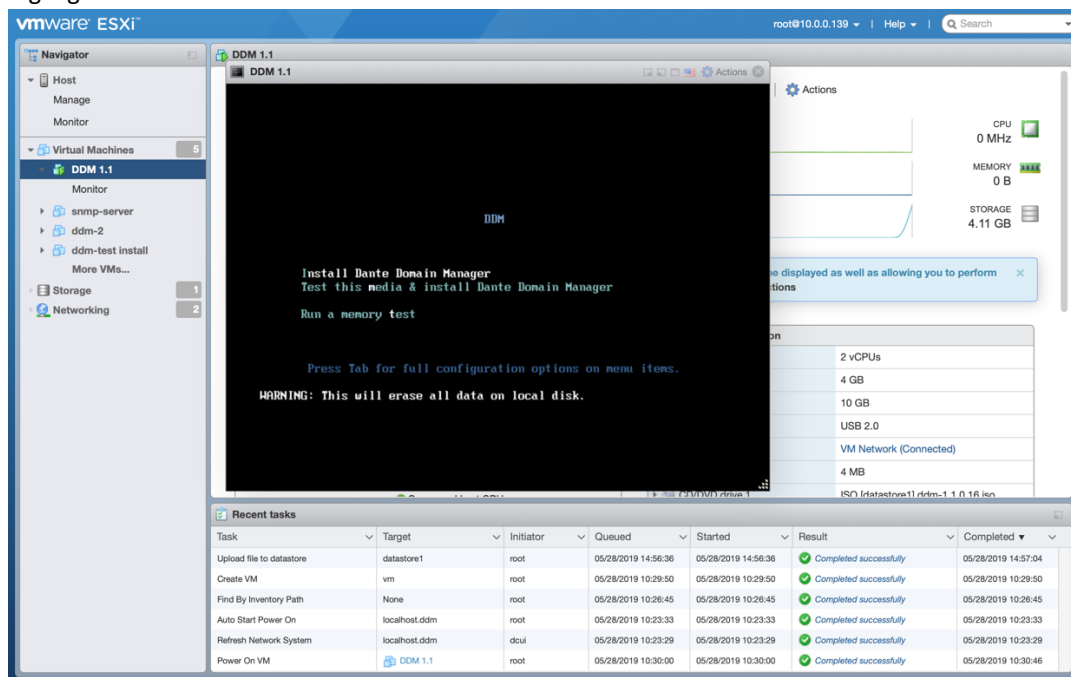 vmware ESXi™
root@10.0.0.139 | Help | Search
Navigator
Host
Manage
Monitor
Virtual Machines 5
DDM 1.1
Monitor
snmp-server
ddm-2
ddm-test install
More VMs...
Storage 1
Networking 2
DDM 1.1
DDM 1.1 Actions
DDM
Install Dante Domain Manager
Test this media & install Dante Domain Manager
Run a memory test
Press Tab for full configuration options on menu items.
WARNING: This will erase all data on local disk.
Actions
CPU
0 MHz
MEMORY
0 B
STORAGE
4.11 GB
be displayed as well as allowing you to perform
2 vCPUs
4 GB
10 GB
USB 2.0
VM Network (Connected)
4 MB
CD/DVD drive 1 ISO [datastore1] ddm-1.1.0.16.iso
Recent tasks
Task Target Initiator Queued Started Result Completed ▼
Upload file to datastore datastore1 root 05/28/2019 14:56:36 05/28/2019 14:56:36 Completed successfully 05/28/2019 14:57:04
Create VM vm root 05/28/2019 10:29:50 05/28/2019 10:29:50 Completed successfully 05/28/2019 10:29:50
Find By Inventory Path None root 05/28/2019 10:26:45 05/28/2019 10:26:45 Completed successfully 05/28/2019 10:26:45
Auto Start Power On localhost.ddm root 05/28/2019 10:23:33 05/28/2019 10:23:33 Completed successfully 05/28/2019 10:23:33
Refresh Network System localhost.ddm dcui 05/28/2019 10:23:29 05/28/2019 10:23:29 Completed successfully 05/28/2019 10:23:29
Power On VM DDM 1.1 root 05/28/2019 10:30:00 05/28/2019 10:30:00 Completed successfully 05/28/2019 10:30:46